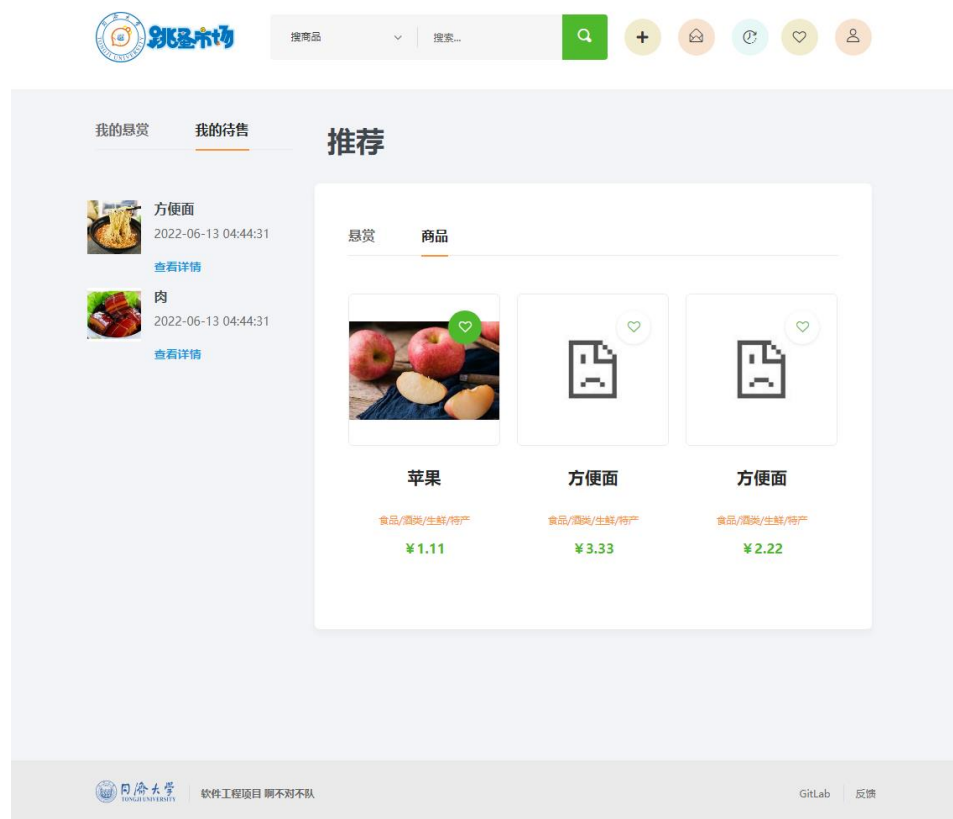 TONGJI UNIVERSITY
跳蚤市场
搜商品
搜索...
我的悬赏
我的待售
推荐
方便面
2022-06-13 04:44:31
查看详情
肉
2022-06-13 04:44:31
查看详情
悬赏
商品
苹果
方便面
方便面
食品/酒类/生鲜/特产
食品/酒类/生鲜/特产
食品/酒类/生鲜/特产
¥1.11
¥3.33
¥2.22
同济大学
TONGJI UNIVERSITY
软件工程项目 啊不对不队
GitLab
反馈